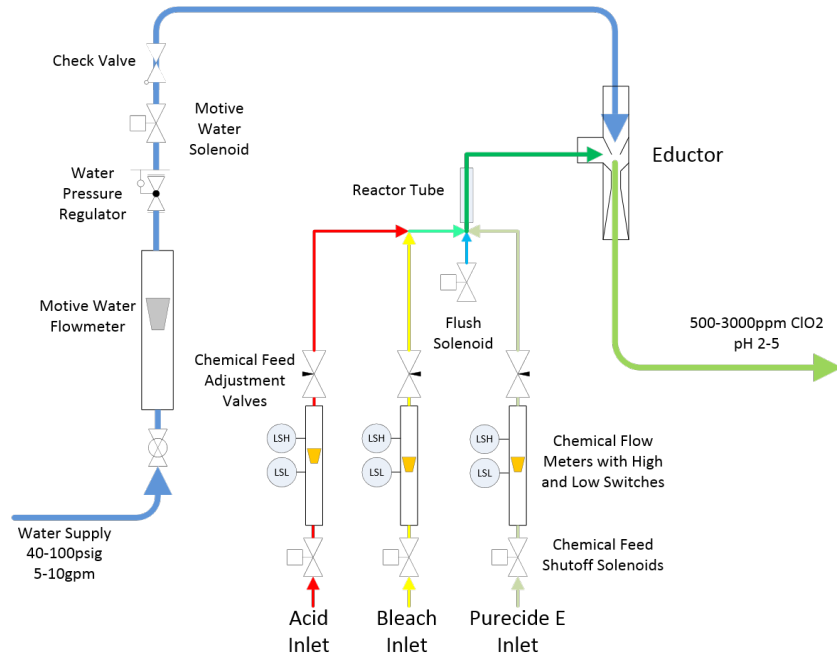 Check Valve
Motive
Water
Solenoid
Water
Pressure
Regulator
Motive Water
Flowmeter
Water Supply
40-100psig
5-10gpm
Reactor Tube
Eductor
Flush
Solenoid
500-3000ppm ClO2
pH 2-5
Chemical Feed
Adjustment
Valves
LSH
LSL
LSH
LSL
LSH
LSL
Chemical Flow
Meters with High
and Low Switches
Chemical Feed
Shutoff Solenoids
Acid
Inlet
Bleach
Inlet
Purecide E
Inlet